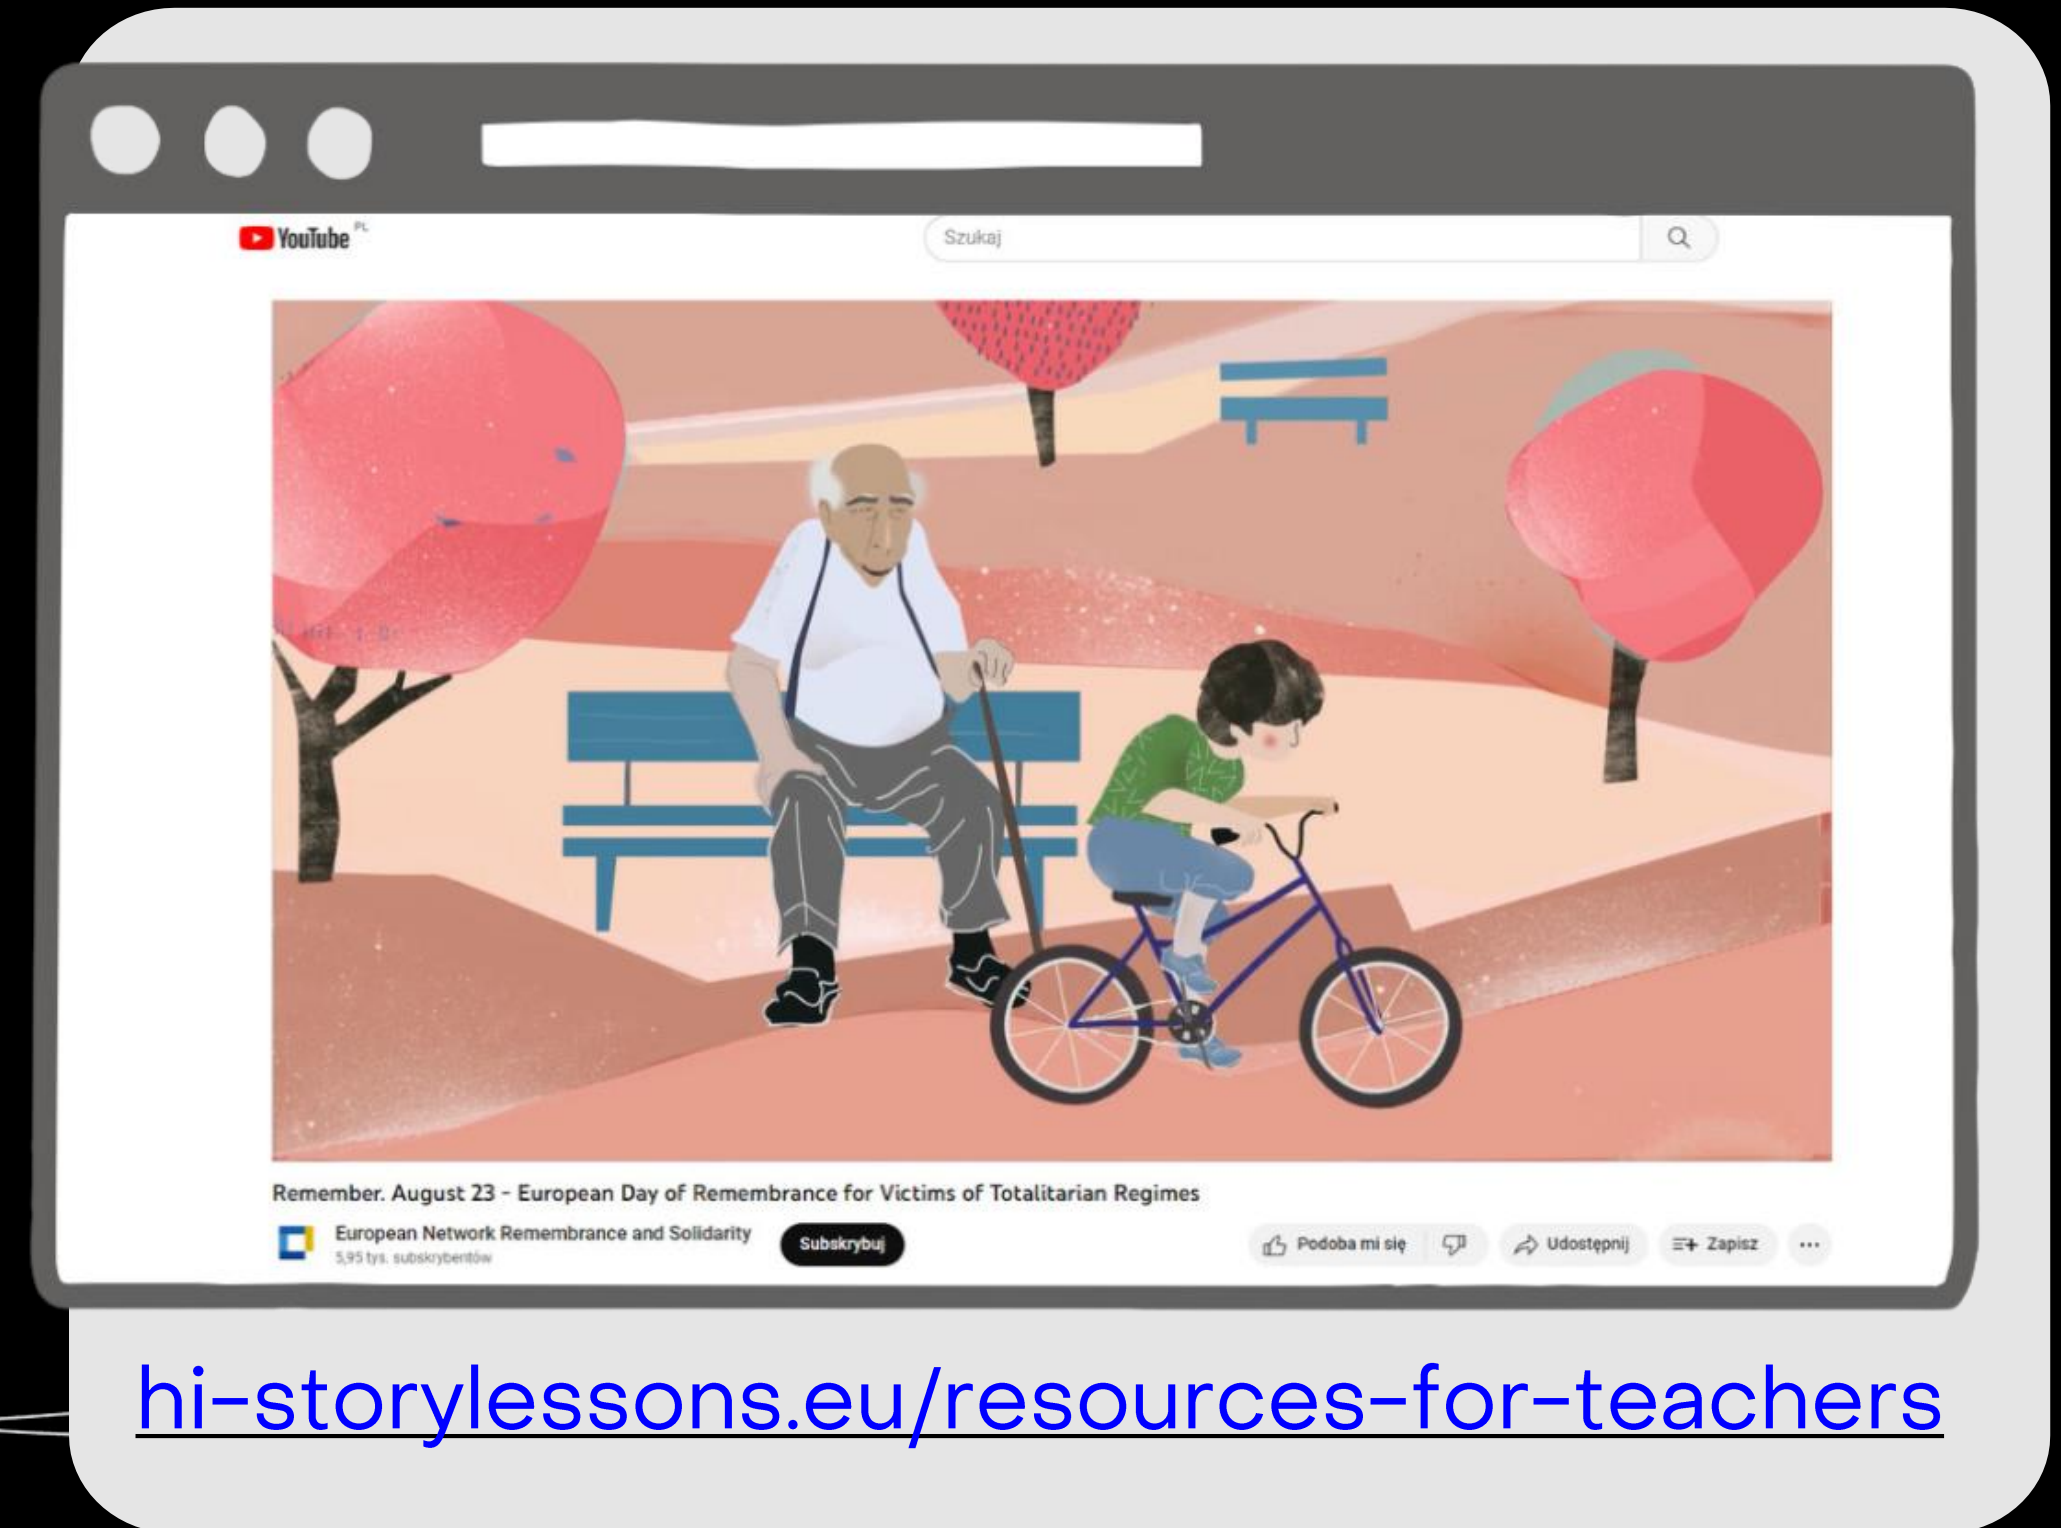 YouTube PL
Szukaj
Remember. August 23 - European Day of Remembrance for Victims of Totalitarian Regimes
European Network Remembrance and Solidarity
5,95 tys. subskrybentów
Subskrybuj
Podoba mi się
Udostępnij
Zapisz
hi-storylessons.eu/resources-for-teachers